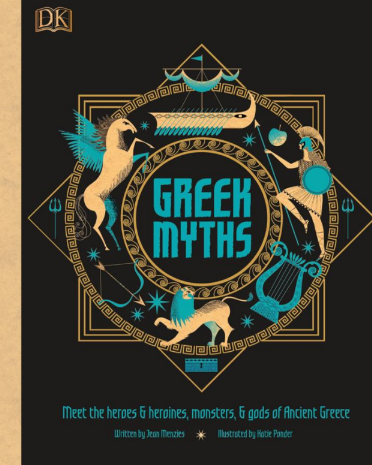 DK
GREEK
MYTHS
Meet the heroes & heroines, monsters, & gods of Ancient Greece
Written by Jean Menzies
Illustrated by Katie Ponder